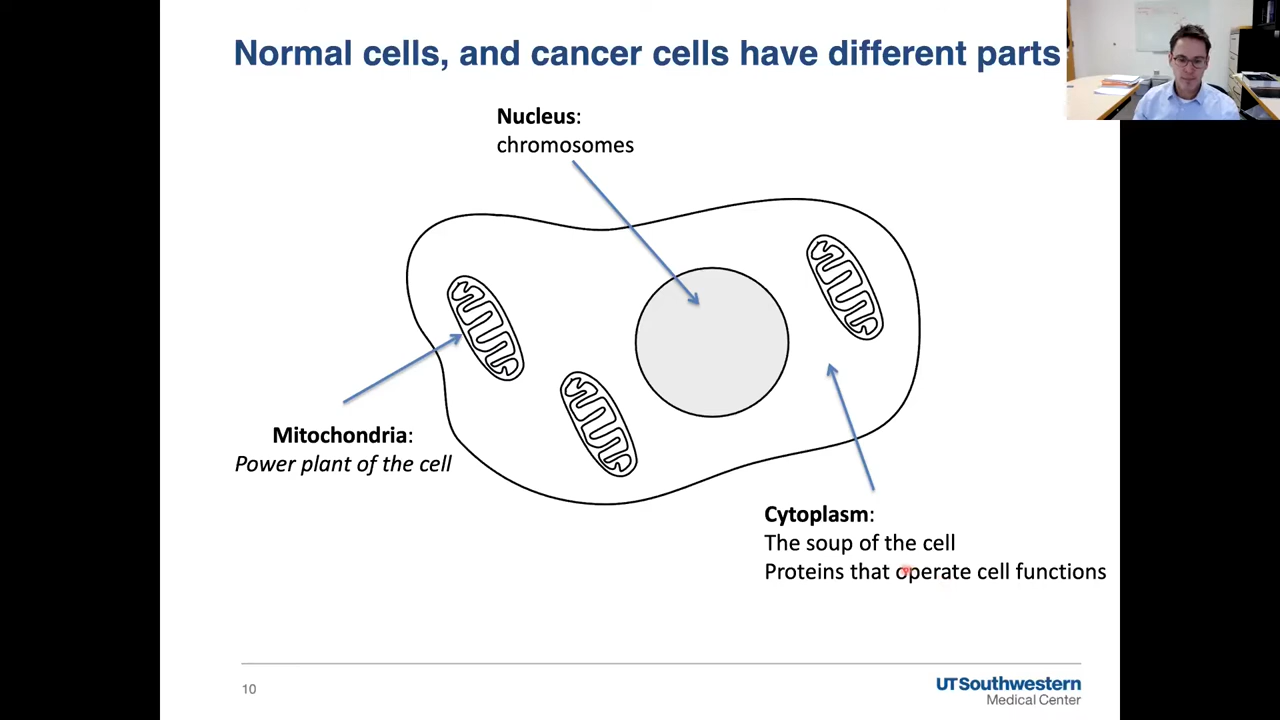 Normal cells, and cancer cells have different parts
Nucleus:
chromosomes
Mitochondria:
Power plant of the cell
Cytoplasm:
The soup of the cell
Proteins that operate cell functions
10
UTSouthwestern
Medical Center